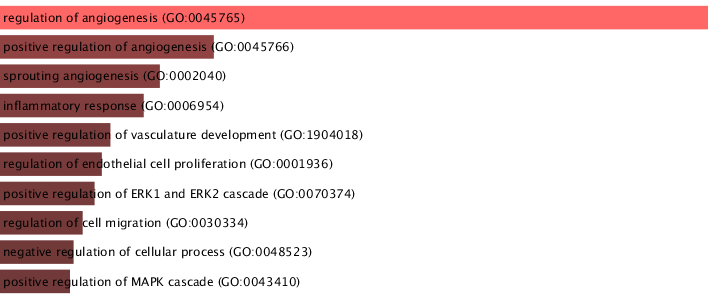 regulation of angiogenesis (GO:0045765)
positive regulation of angiogenesis (GO:0045766)
sprouting angiogenesis (GO:0002040)
inflammatory response (GO:0006954)
positive regulation of vasculature development (GO:1904018)
regulation of endothelial cell proliferation (GO:0001936)
positive regulation of ERK1 and ERK2 cascade (GO:0070374)
regulation of cell migration (GO:0030334)
negative regulation of cellular process (GO:0048523)
positive regulation of MAPK cascade (GO:0043410)